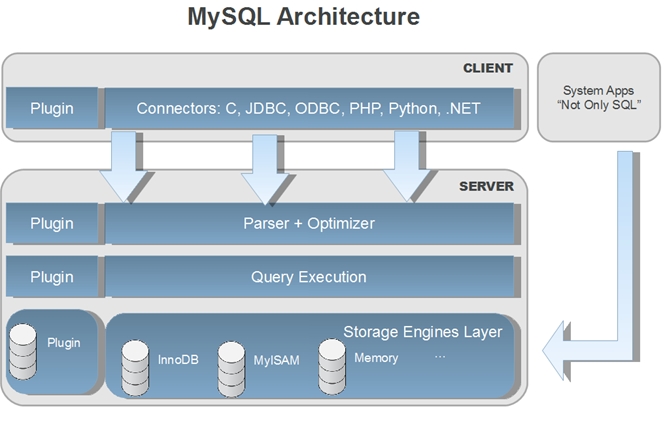 MySQL Architecture
CLIENT
Plugin
Connectors: C, JDBC, ODBC, PHP, Python, .NET
System Apps
“Not Only SQL”
SERVER
Plugin
Parser + Optimizer
Plugin
Query Execution
Storage Engines Layer
Plugin
InnoDB
MyISAM
Memory
...